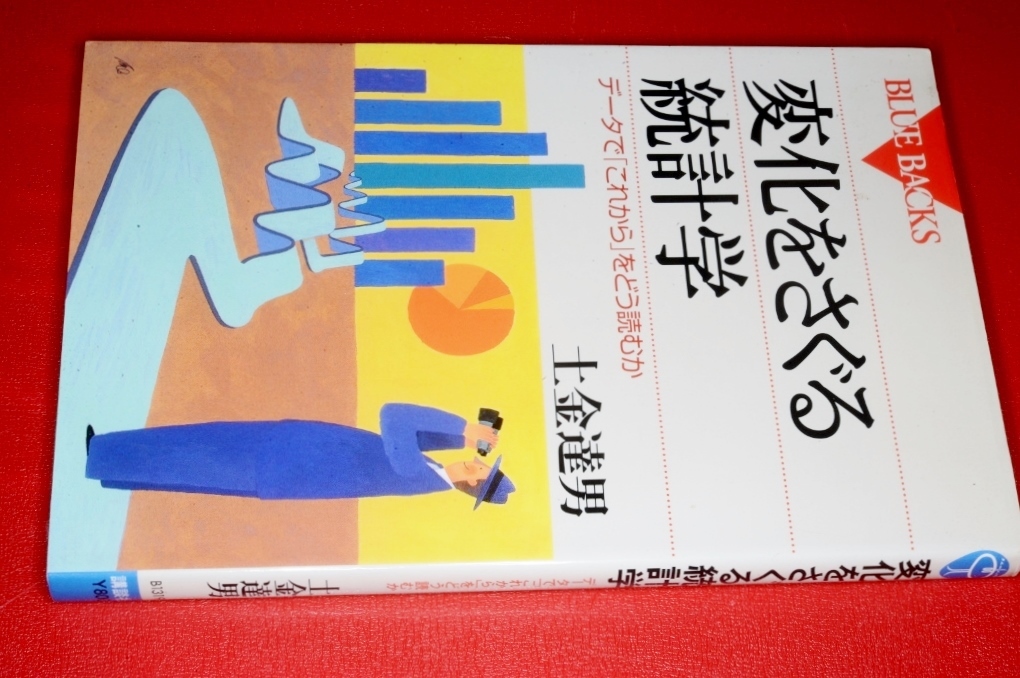 BLUE BACKS
変化をさぐる
統計学
データで「これから」をどう読むか
土金達男
変化をさぐる統計学
データで「これから」をどう読むか
土金達男